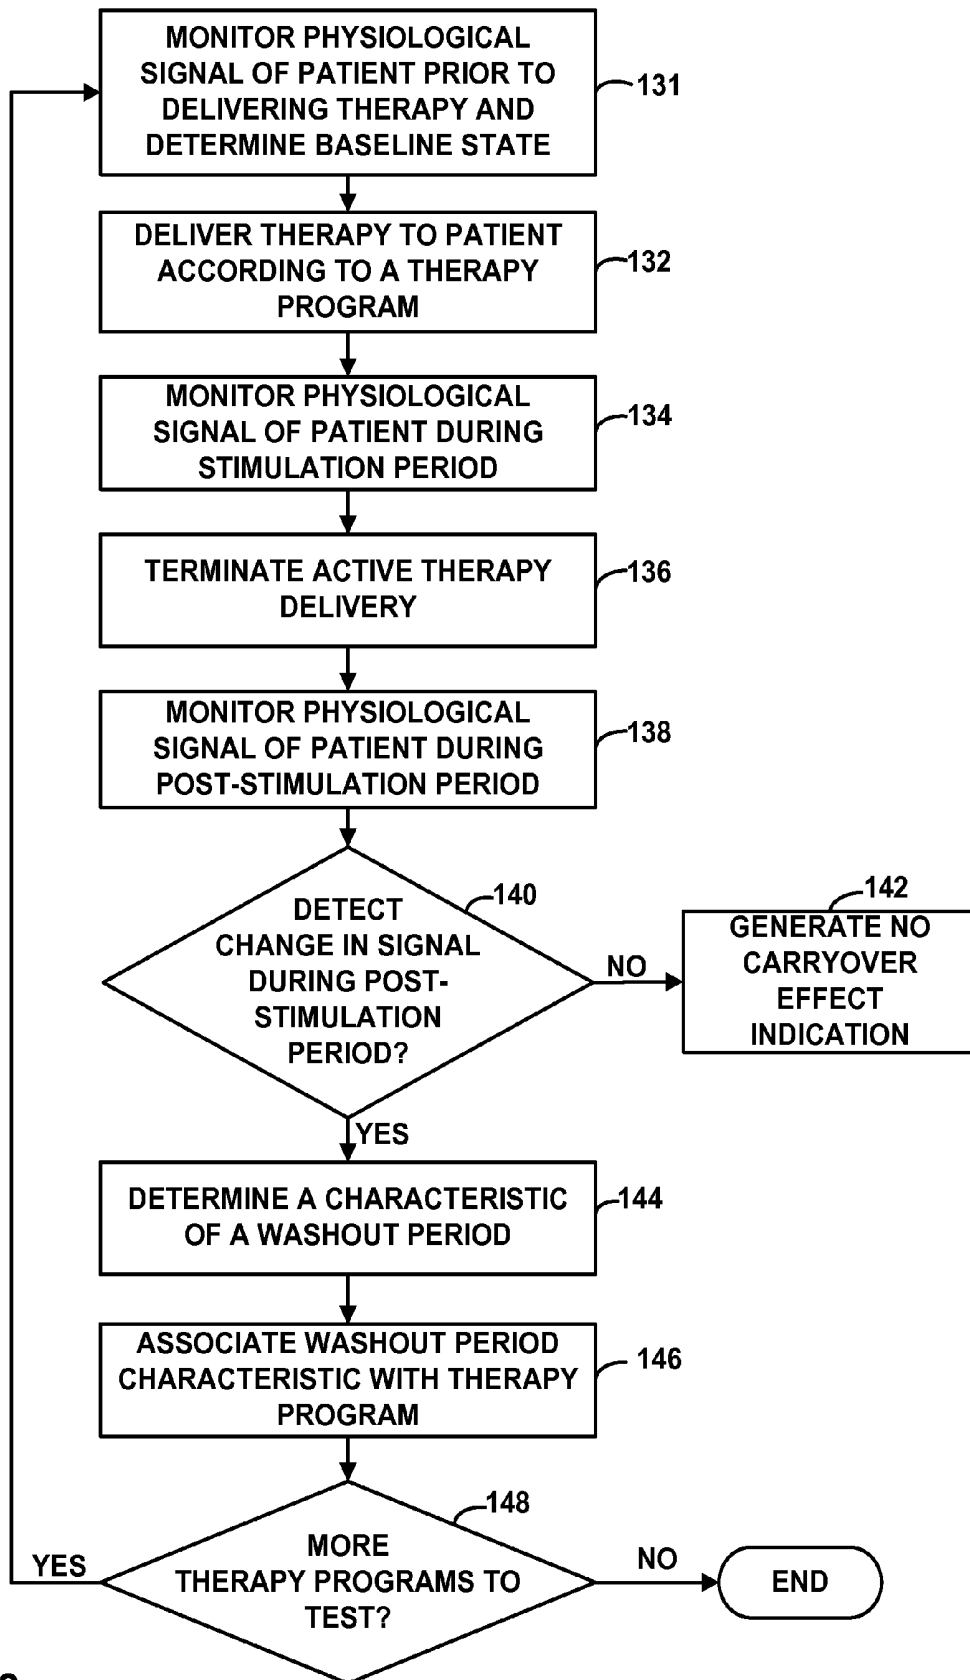 MONITOR PHYSIOLOGICAL
SIGNAL OF PATIENT PRIOR TO
DELIVERING THERAPY AND
DETERMINE BASELINE STATE
131
DELIVER THERAPY TO PATIENT
ACCORDING TO A THERAPY
PROGRAM
132
MONITOR PHYSIOLOGICAL
SIGNAL OF PATIENT DURING
STIMULATION PERIOD
134
TERMINATE ACTIVE THERAPY
DELIVERY
136
MONITOR PHYSIOLOGICAL
SIGNAL OF PATIENT DURING
POST-STIMULATION PERIOD
138
DETECT
CHANGE IN SIGNAL
DURING POST-
STIMULATION
PERIOD?
140
NO
142
GENERATE NO
CARRYOVER
EFFECT
INDICATION
YES
DETERMINE A CHARACTERISTIC
OF A WASHOUT PERIOD
144
ASSOCIATE WASHOUT PERIOD
CHARACTERISTIC WITH THERAPY
PROGRAM
146
MORE
THERAPY PROGRAMS TO
TEST?
148
YES
NO
END